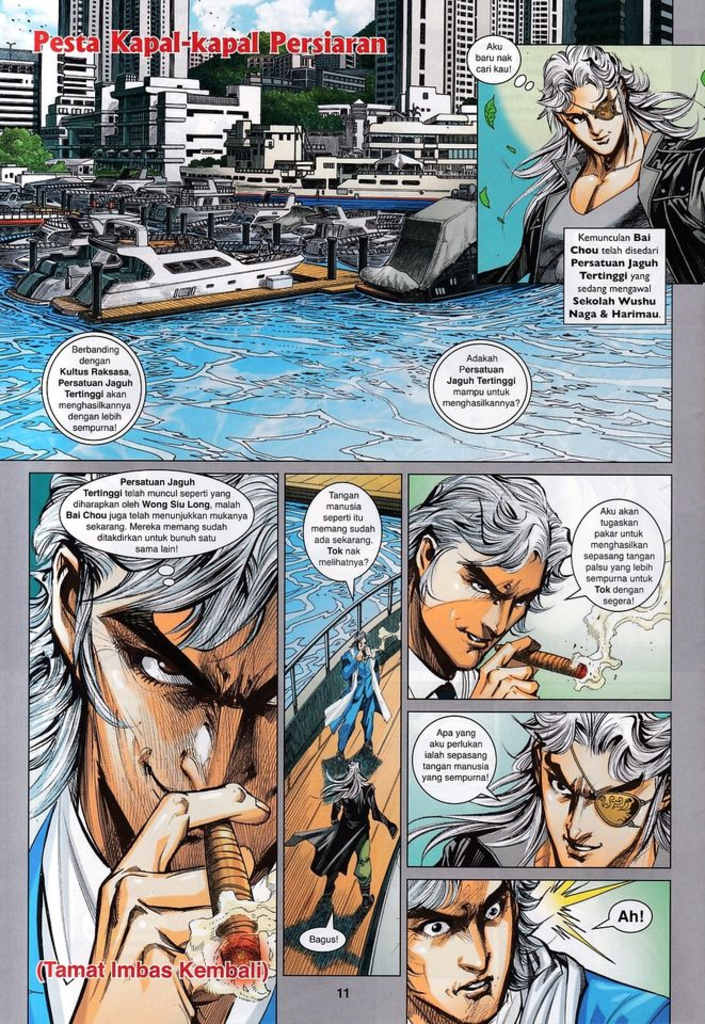 Pesta Kapal-kapal Persiaran
Aku
baru nak
cari kau!
Kemunculan Bai
Chou telah disedari
Persatuan Jaguh
Tertinggi yang
sedang mengawal
Sekolah Wushu
Naga & Harimau.
Berbanding
dengan
Kultus Raksasa,
Persatuan Jaguh
Tertinggi akan
menghasilkannya
dengan lebih
sempurna!
Adakah
Persatuan
Jaguh Tertinggi
mampu untuk
menghasilkannya?
Persatuan Jaguh
Tertinggi telah muncul seperti yang
diharapkan oleh Wong Siu Long, malah
Bai Chou juga telah menunjukkan mukanya
sekarang. Mereka memang sudah
ditakdirkan untuk bunuh satu
sama lain!
(Tamat Imbas Kembali)
Tangan
manusia
seperti itu
memang sudah
ada sekarang.
Tok nak
melihatnya?
Bagus!
Aku akan
tugaskan
pakar untuk
menghasilkan
sepasang tangan
palsu yang lebih
sempurna untuk
Tok dengan
segera!
Apa yang
aku perlukan
ialah sepasang
tangan manusia
yang sempurna!
Ah!
11